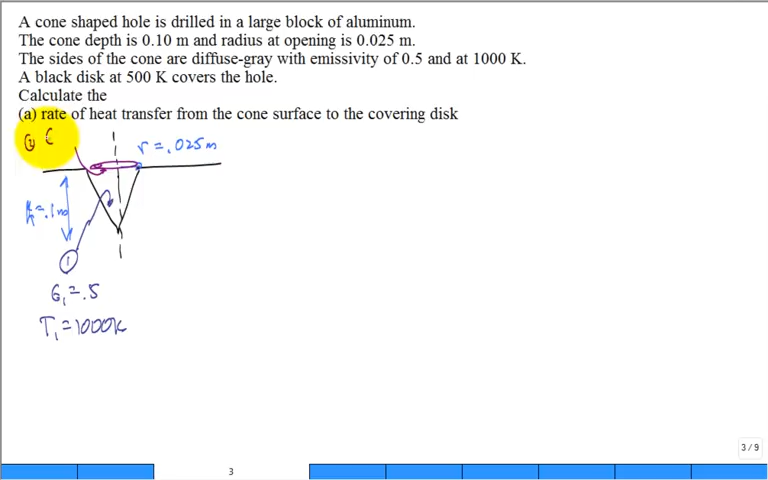 A cone shaped hole is drilled in a large block of aluminum.
The cone depth is 0.10 m and radius at opening is 0.025 m.
The sides of the cone are diffuse-gray with emissivity of 0.5 and at 1000 K.
A black disk at 500 K covers the hole.
Calculate the
(a) rate of heat transfer from the cone surface to the covering disk
② ϵ
r = .025 m
h = .1 m
①
ϵ₁ = .5
T₁ = 1000K
3 / 9
3